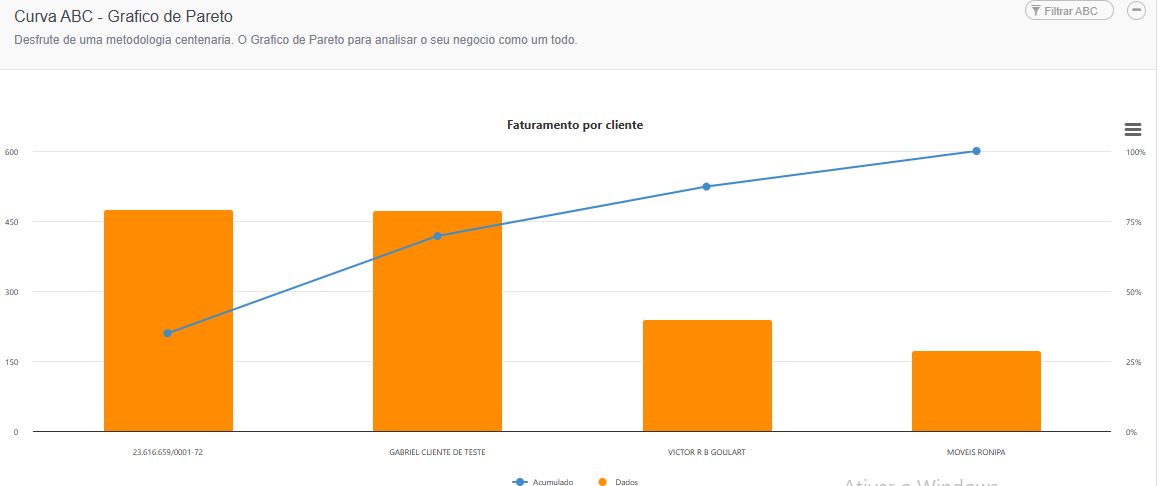 Curva ABC - Grafico de Pareto
Filtrar ABC
Desfrute de uma metodologia centenaria. O Grafico de Pareto para analisar o seu negocio como um todo.
Faturamento por cliente
600
100%
450
75%
300
50%
150
25%
0
0%
23.616.659/0001-72
GABRIEL CLIENTE DE TESTE
VICTOR R B GOULART
MOVEIS RONIPA
Acumulado
Dados
Ativar o Windows